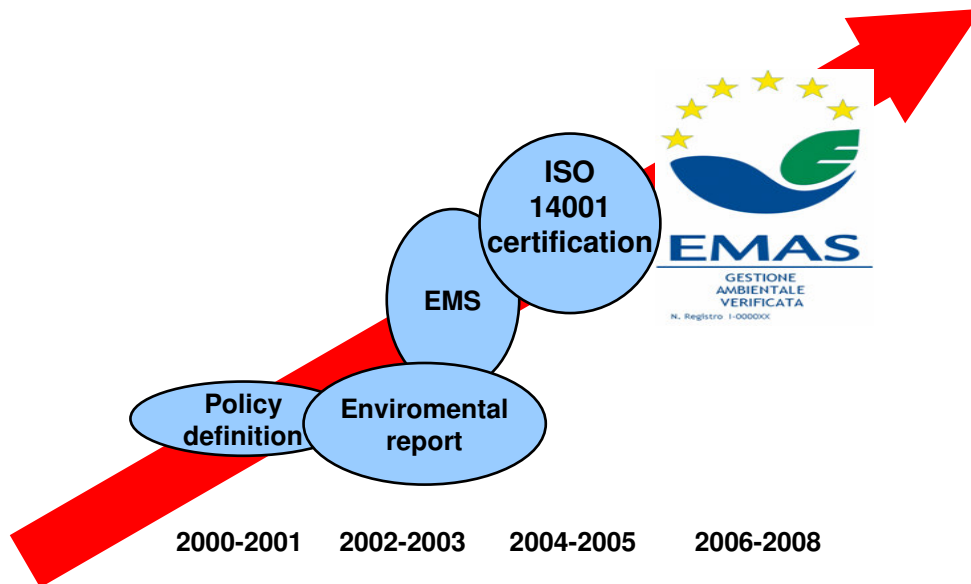 ISO
14001
certification
EMAS
GESTIONE
AMBIENTALE
VERIFICATA
N. Registro I-0000XX
EMS
Policy
definition
Enviromental
report
2000-2001
2002-2003
2004-2005
2006-2008